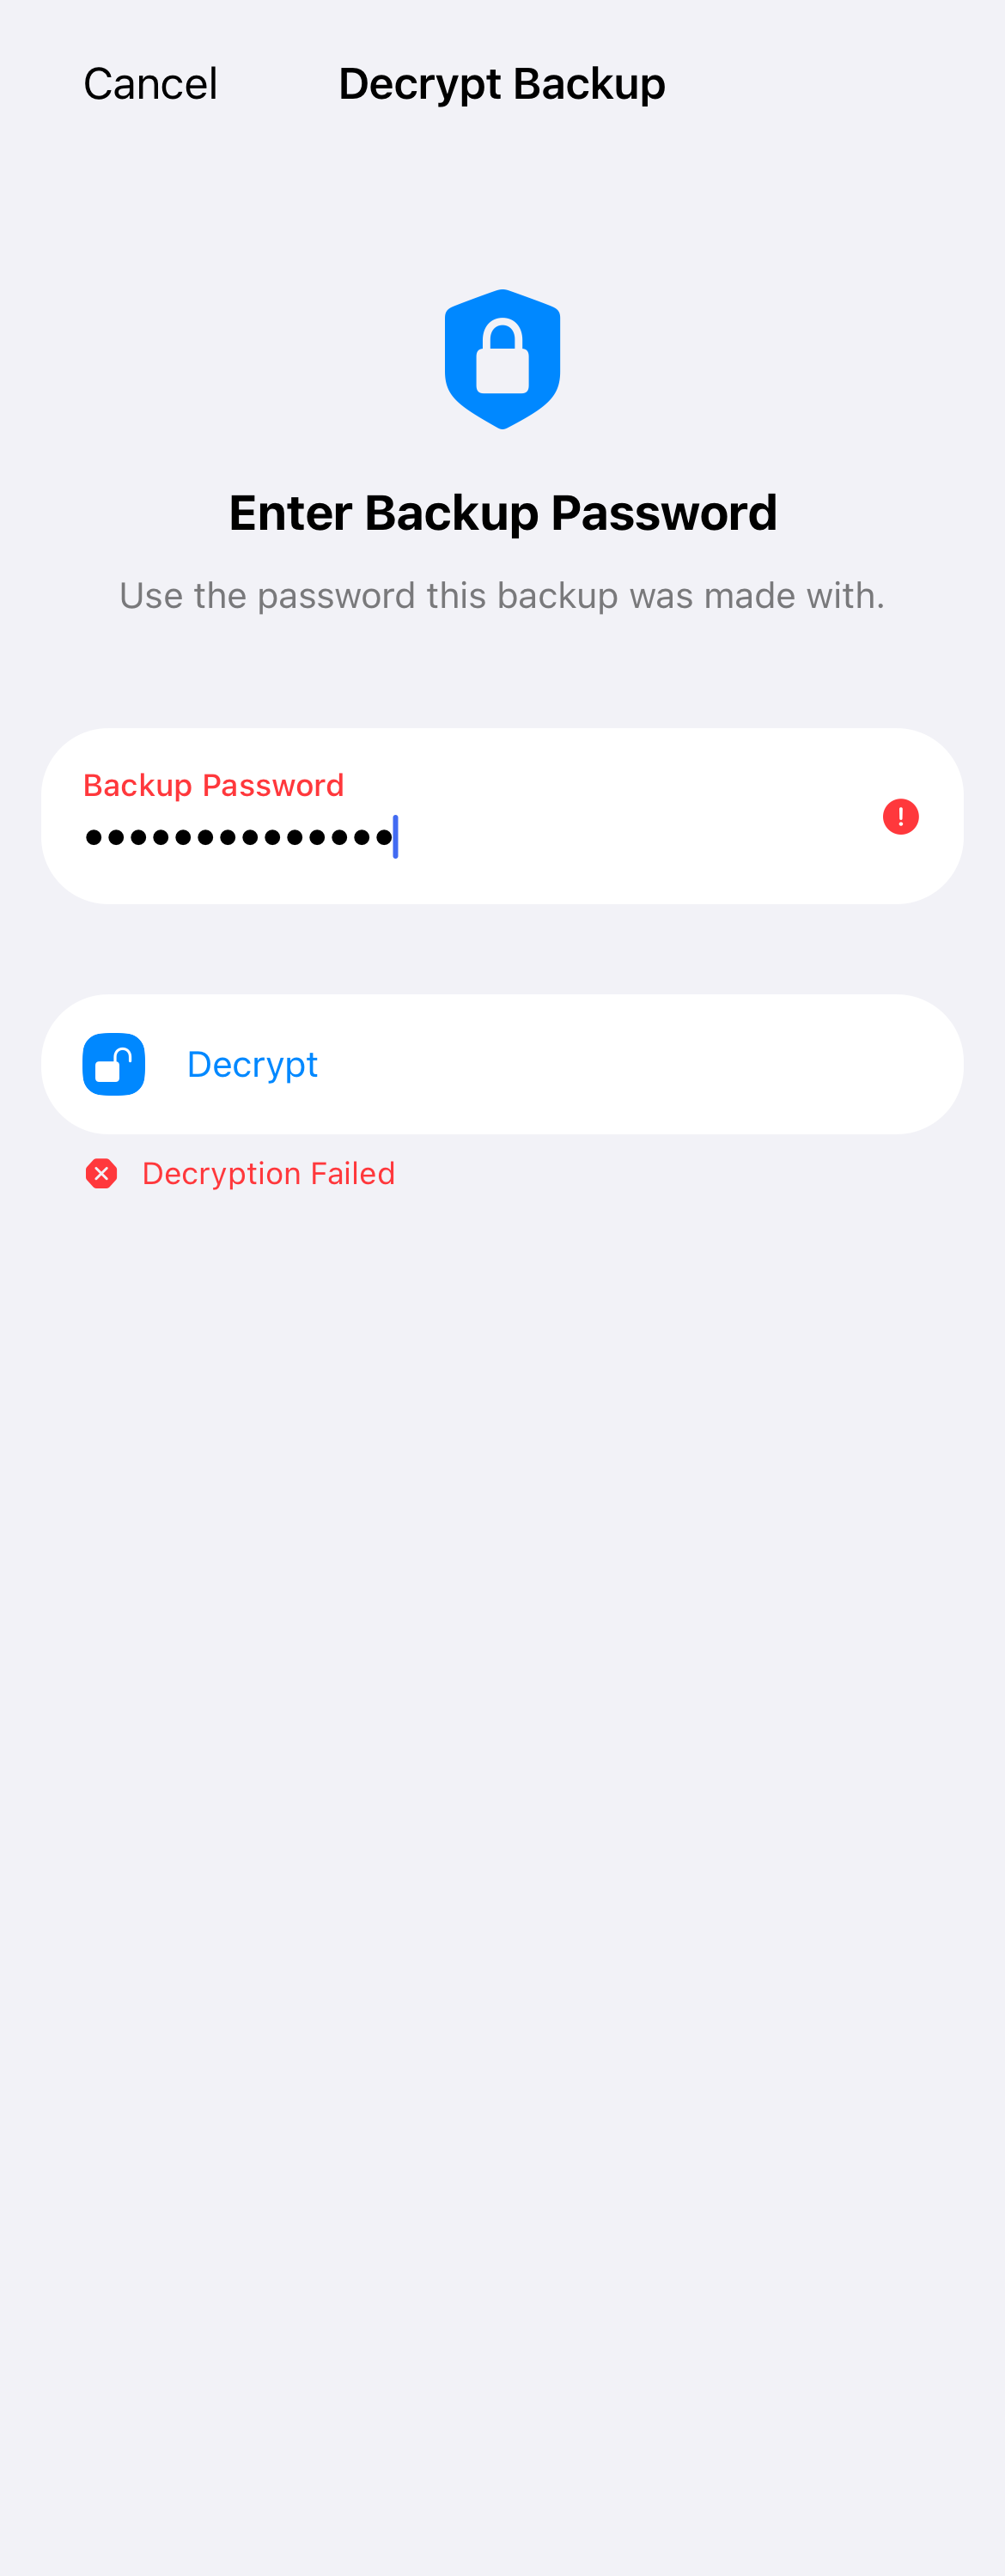 Cancel
Decrypt Backup
Enter Backup Password
Use the password this backup was made with.
Backup Password
••••••••••••••
Decrypt
Decryption Failed